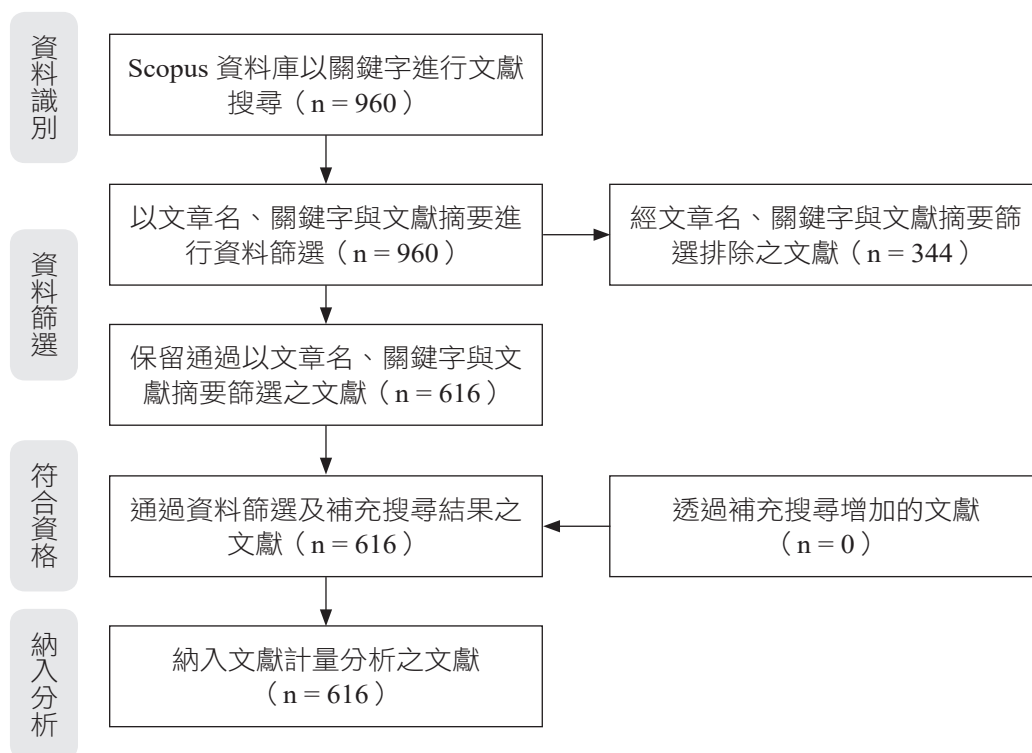 資料識別
Scopus 資料庫以關鍵字進行文獻
搜尋（n = 960）
資料篩選
以文章名、關鍵字與文獻摘要進
行資料篩選（n = 960）
經文章名、關鍵字與文獻摘要篩
選排除之文獻（n = 344）
保留通過以文章名、關鍵字與文
獻摘要篩選之文獻（n = 616）
符合資格
通過資料篩選及補充搜尋結果之
文獻（n = 616）
透過補充搜尋增加的文獻
（n = 0）
納入分析
納入文獻計量分析之文獻
（n = 616）